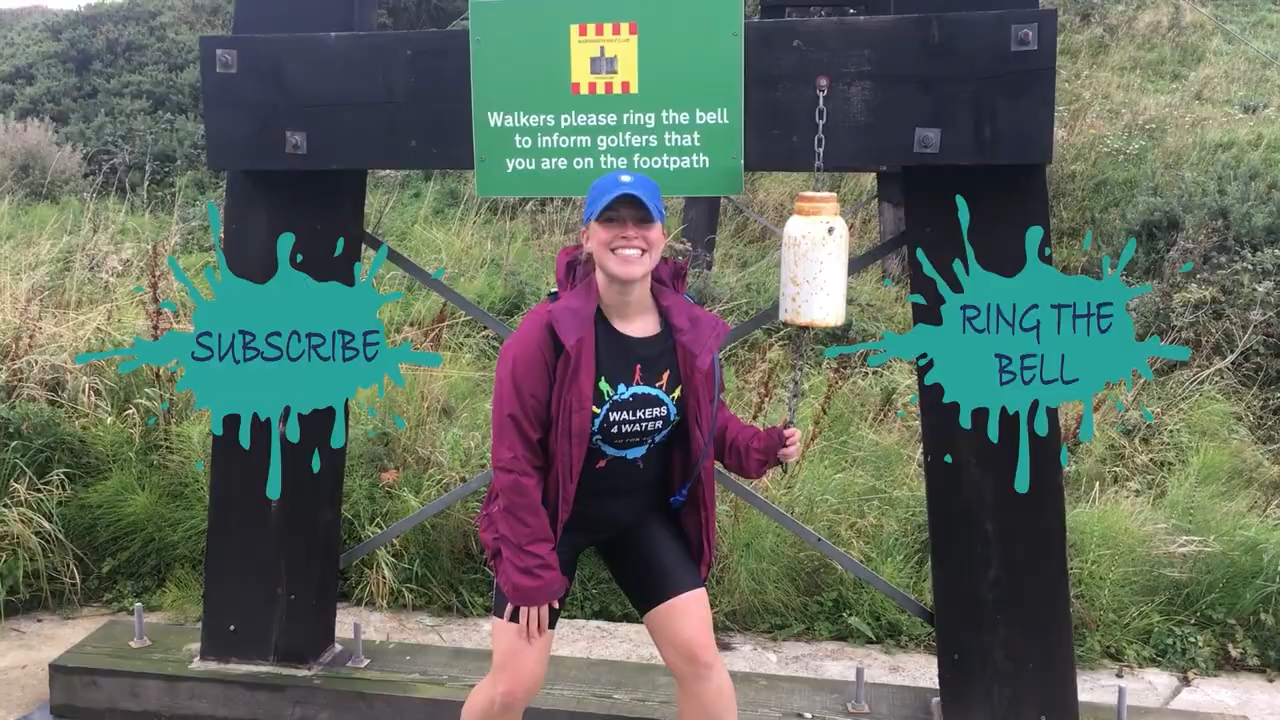 Walkers please ring the bell
to inform golfers that
you are on the footpath
SUBSCRIBE
RING THE
BELL
WALKERS
4 WATER